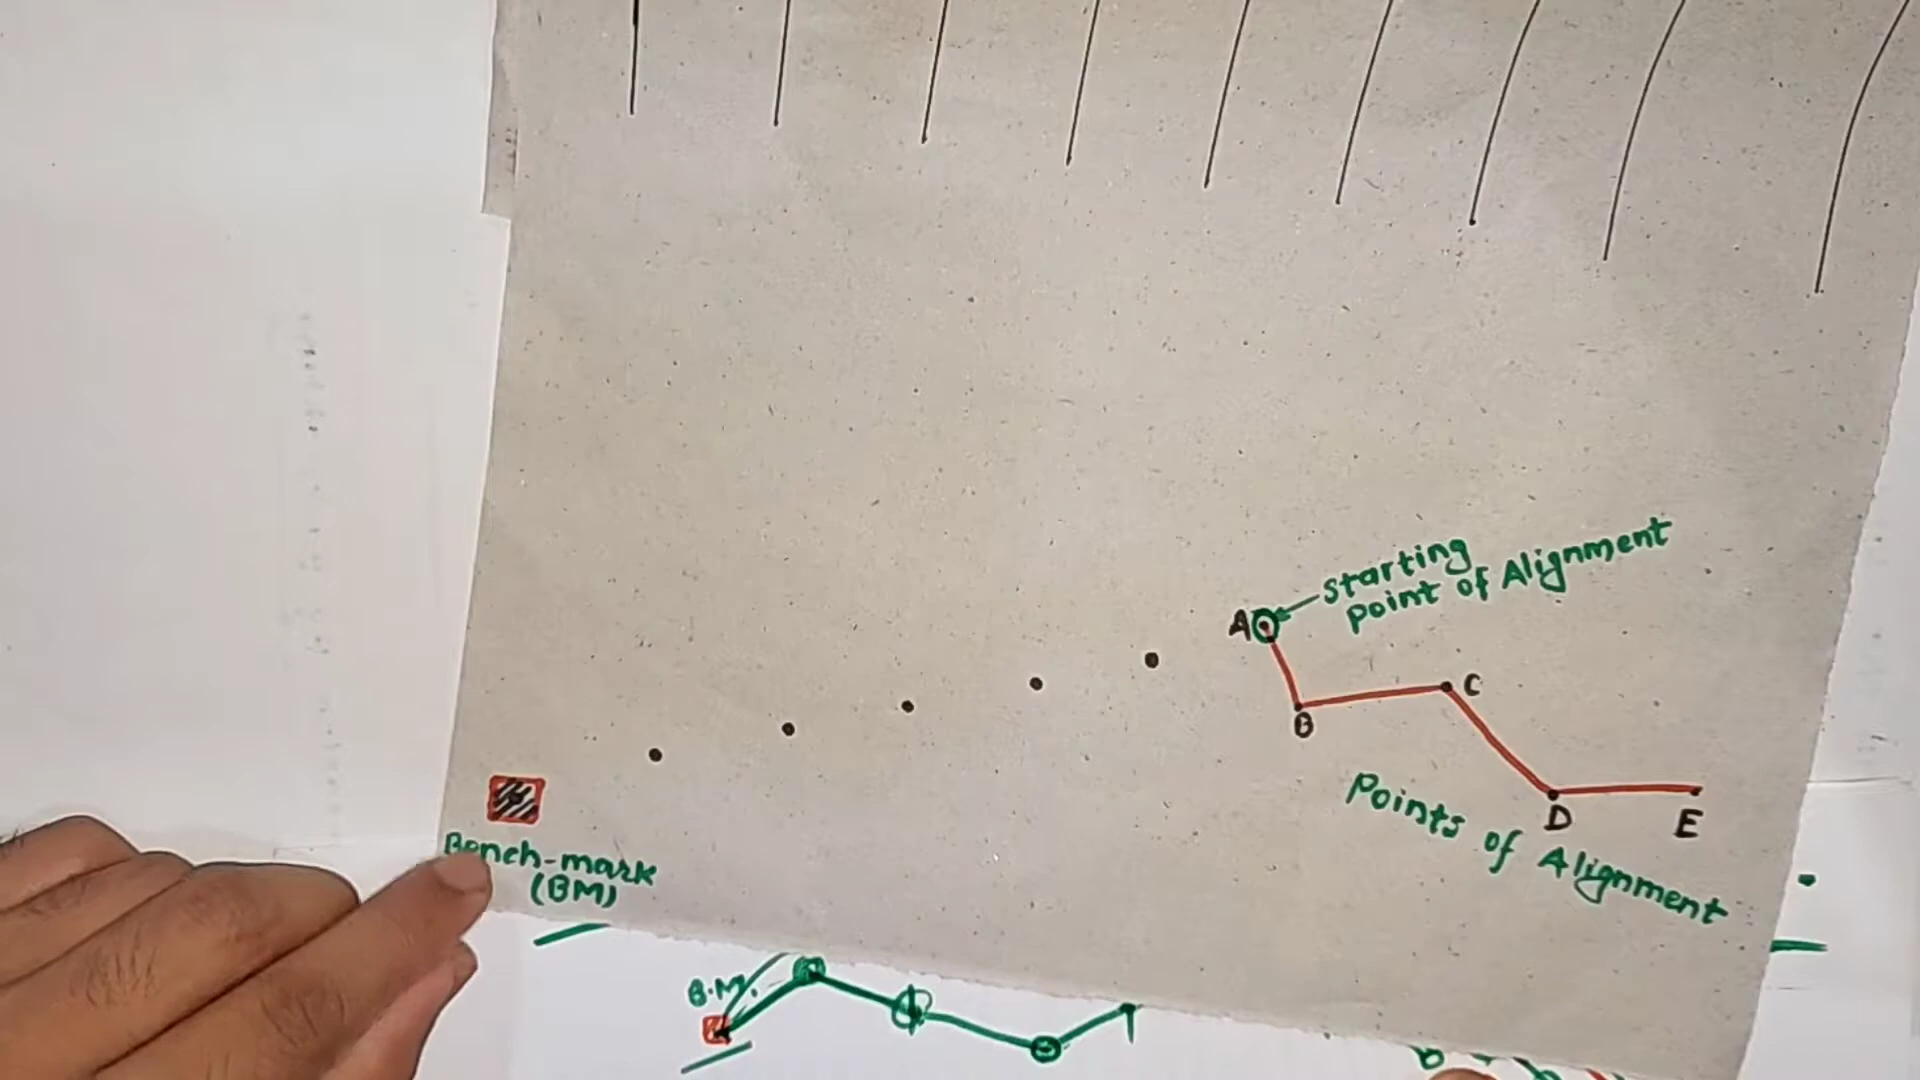 Starting
Point of Alignment
A
C
B
Points of Alignment
D
E
Bench-mark
(BM)
B.M.